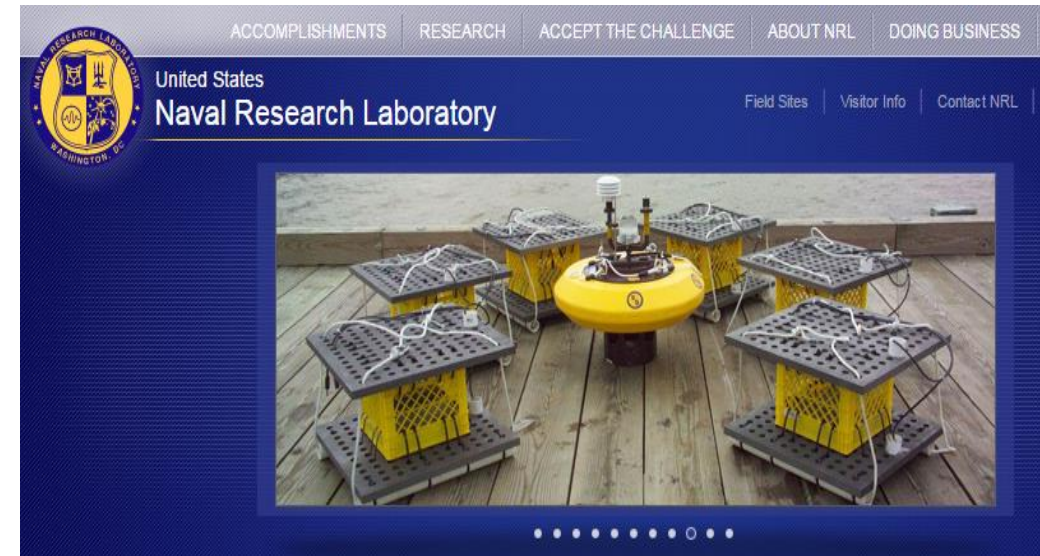 ACCOMPLISHMENTS RESEARCH ACCEPT THE CHALLENGE ABOUT NRL DOING BUSINESS
NAVAL RESEARCH LABORATORY
WASHINGTON, DC
United States
Naval Research Laboratory
Field Sites Visitor Info Contact NRL